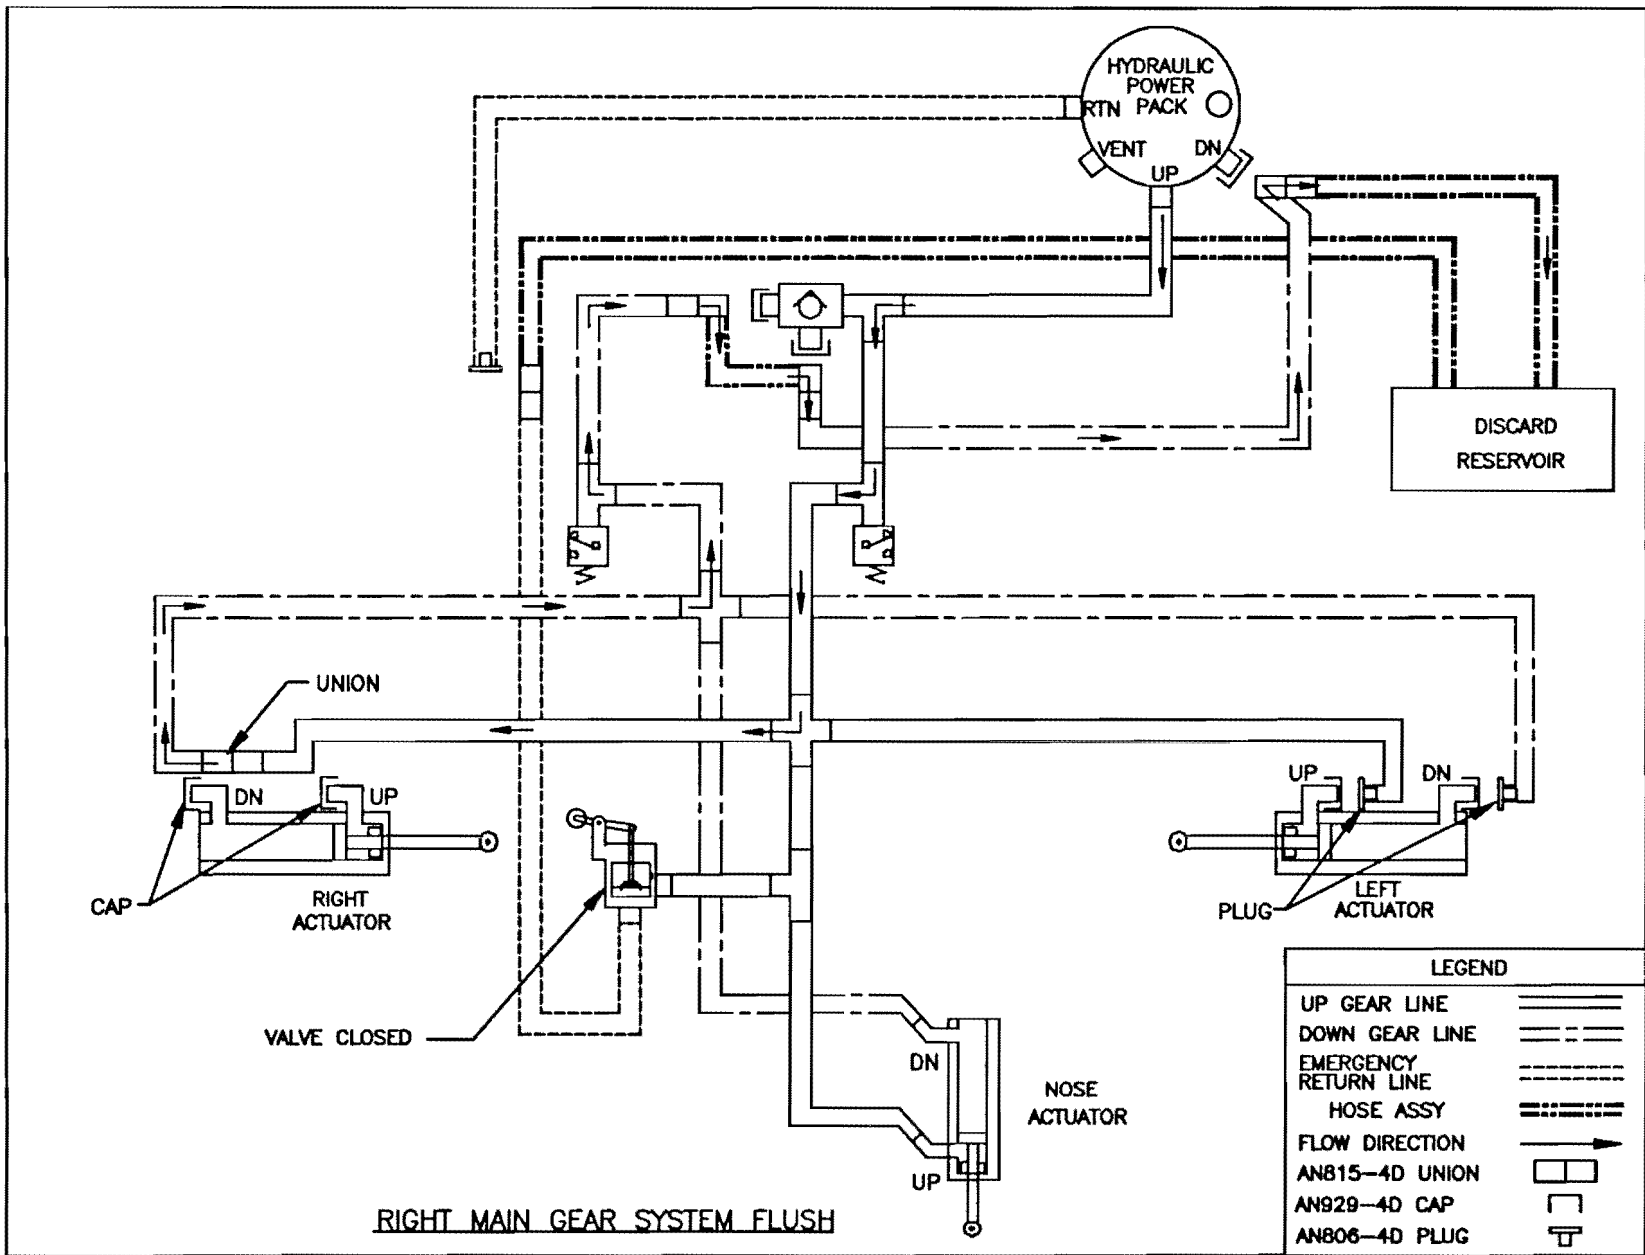 HYDRAULIC
POWER
PACK
RTN
VENT
DN
UP
DISCARD
RESERVOIR
UNION
DN
UP
CAP
RIGHT
ACTUATOR
UP
DN
PLUG
LEFT
ACTUATOR
VALVE CLOSED
DN
NOSE
ACTUATOR
UP
RIGHT MAIN GEAR SYSTEM FLUSH
LEGEND
UP GEAR LINE
DOWN GEAR LINE
EMERGENCY
RETURN LINE
HOSE ASSY
FLOW DIRECTION
AN815-4D UNION
AN929-4D CAP
AN806-4D PLUG